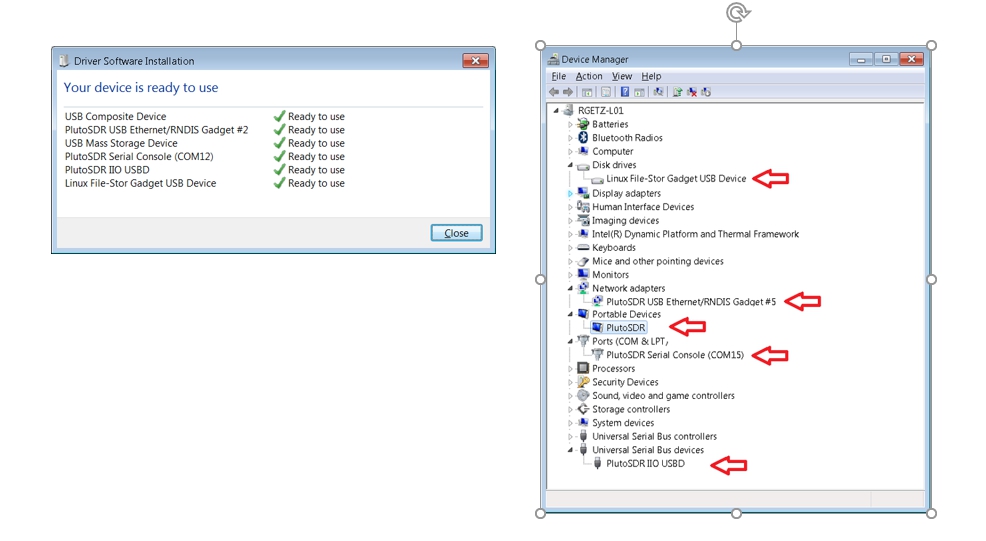 Driver Software Installation
Your device is ready to use
USB Composite Device Ready to use
PlutoSDR USB Ethernet/RNDIS Gadget #2 Ready to use
USB Mass Storage Device Ready to use
PlutoSDR Serial Console (COM12) Ready to use
PlutoSDR IIO USBD Ready to use
Linux File-Stor Gadget USB Device Ready to use
Close
Device Manager
File Action View Help
RGETZ-L01
Batteries
Bluetooth Radios
Computer
Disk drives
Linux File-Stor Gadget USB Device
Display adapters
Human Interface Devices
Imaging devices
Intel(R) Dynamic Platform and Thermal Framework
Keyboards
Mice and other pointing devices
Monitors
Network adapters
PlutoSDR USB Ethernet/RNDIS Gadget #5
Portable Devices
PlutoSDR
Ports (COM & LPT)
PlutoSDR Serial Console (COM15)
Processors
Security Devices
Sound, video and game controllers
Storage controllers
System devices
Universal Serial Bus controllers
Universal Serial Bus devices
PlutoSDR IIO USBD